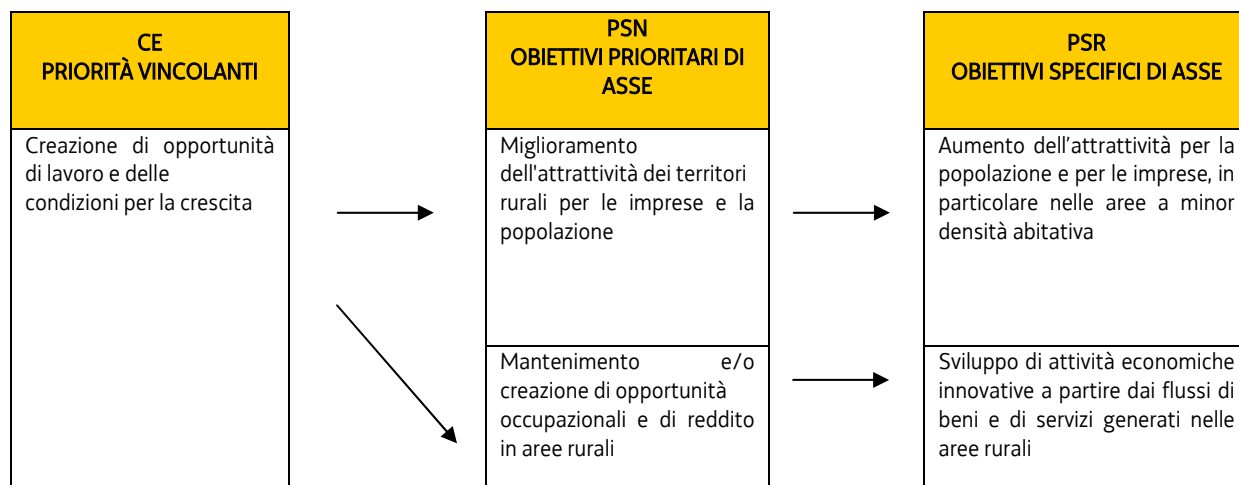 CE
PRIORITÀ VINCOLANTI
Creazione di opportunità
di lavoro e delle
condizioni per la crescita
PSN
OBIETTIVI PRIORITARI DI
ASSE
Miglioramento
dell'attrattività dei territori
rurali per le imprese e la
popolazione
Mantenimento e/o
creazione di opportunità
occupazionali e di reddito
in aree rurali
PSR
OBIETTIVI SPECIFICI DI ASSE
Aumento dell’attrattività per la
popolazione e per le imprese, in
particolare nelle aree a minor
densità abitativa
Sviluppo di attività economiche
innovative a partire dai flussi di
beni e di servizi generati nelle
aree rurali